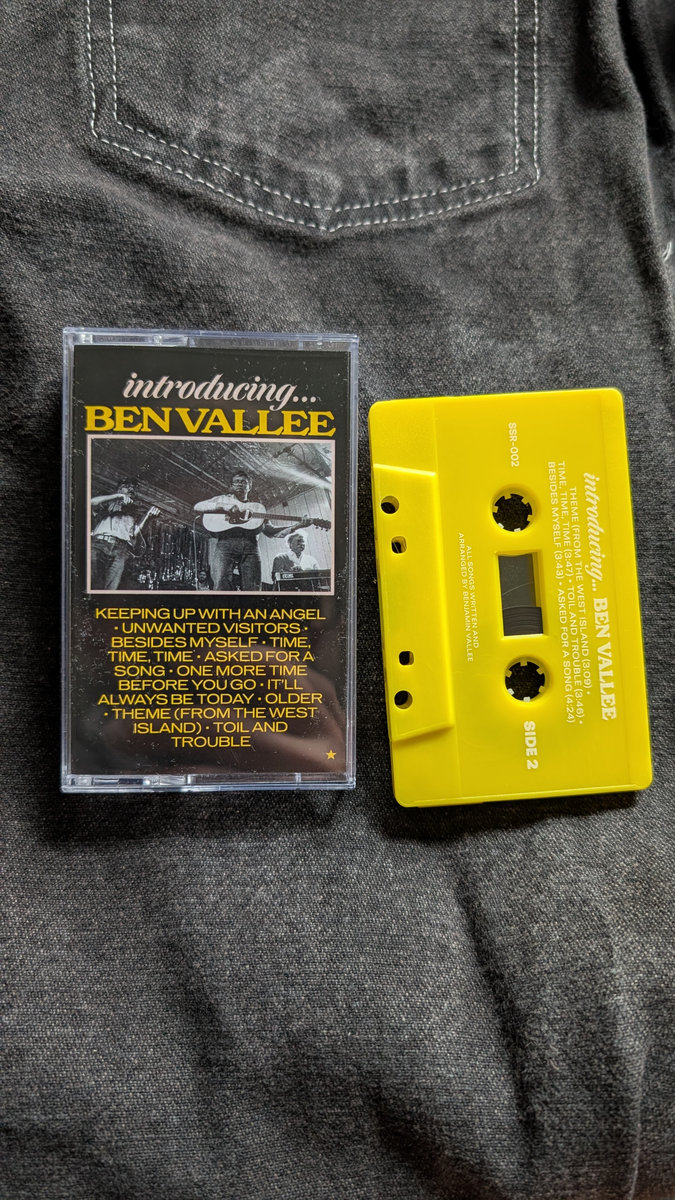 introducing...
BEN VALLEE
KEEPING UP WITH AN ANGEL
• UNWANTED VISITORS •
BESIDES MYSELF • TIME,
TIME, TIME • ASKED FOR A
SONG • ONE MORE TIME
BEFORE YOU GO • IT'LL
ALWAYS BE TODAY • OLDER
• THEME (FROM THE WEST
ISLAND) • TOIL AND
TROUBLE
introducing... BEN VALLEE
THEME (FROM THE WEST ISLAND) (3:09) •
TIME, TIME, TIME (3:47) • TOIL AND TROUBLE (3:46) •
BESIDES MYSELF (3:43) • ASKED FOR A SONG (4:24)
SSR-002
SIDE 2
ALL SONGS WRITTEN AND
ARRANGED BY BENJAMIN VALLEE